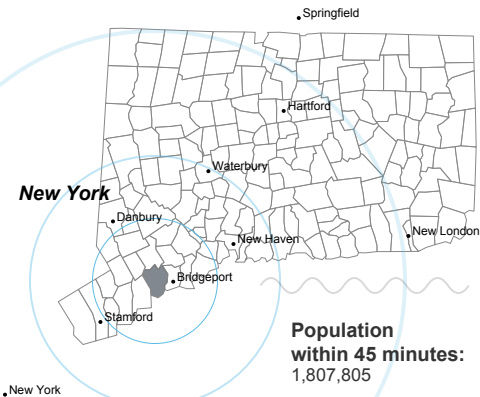 Springfield
Hartford
Waterbury
New York
Danbury
New London
New Haven
Bridgeport
Stamford
Population
within 45 minutes:
1,807,805
New York